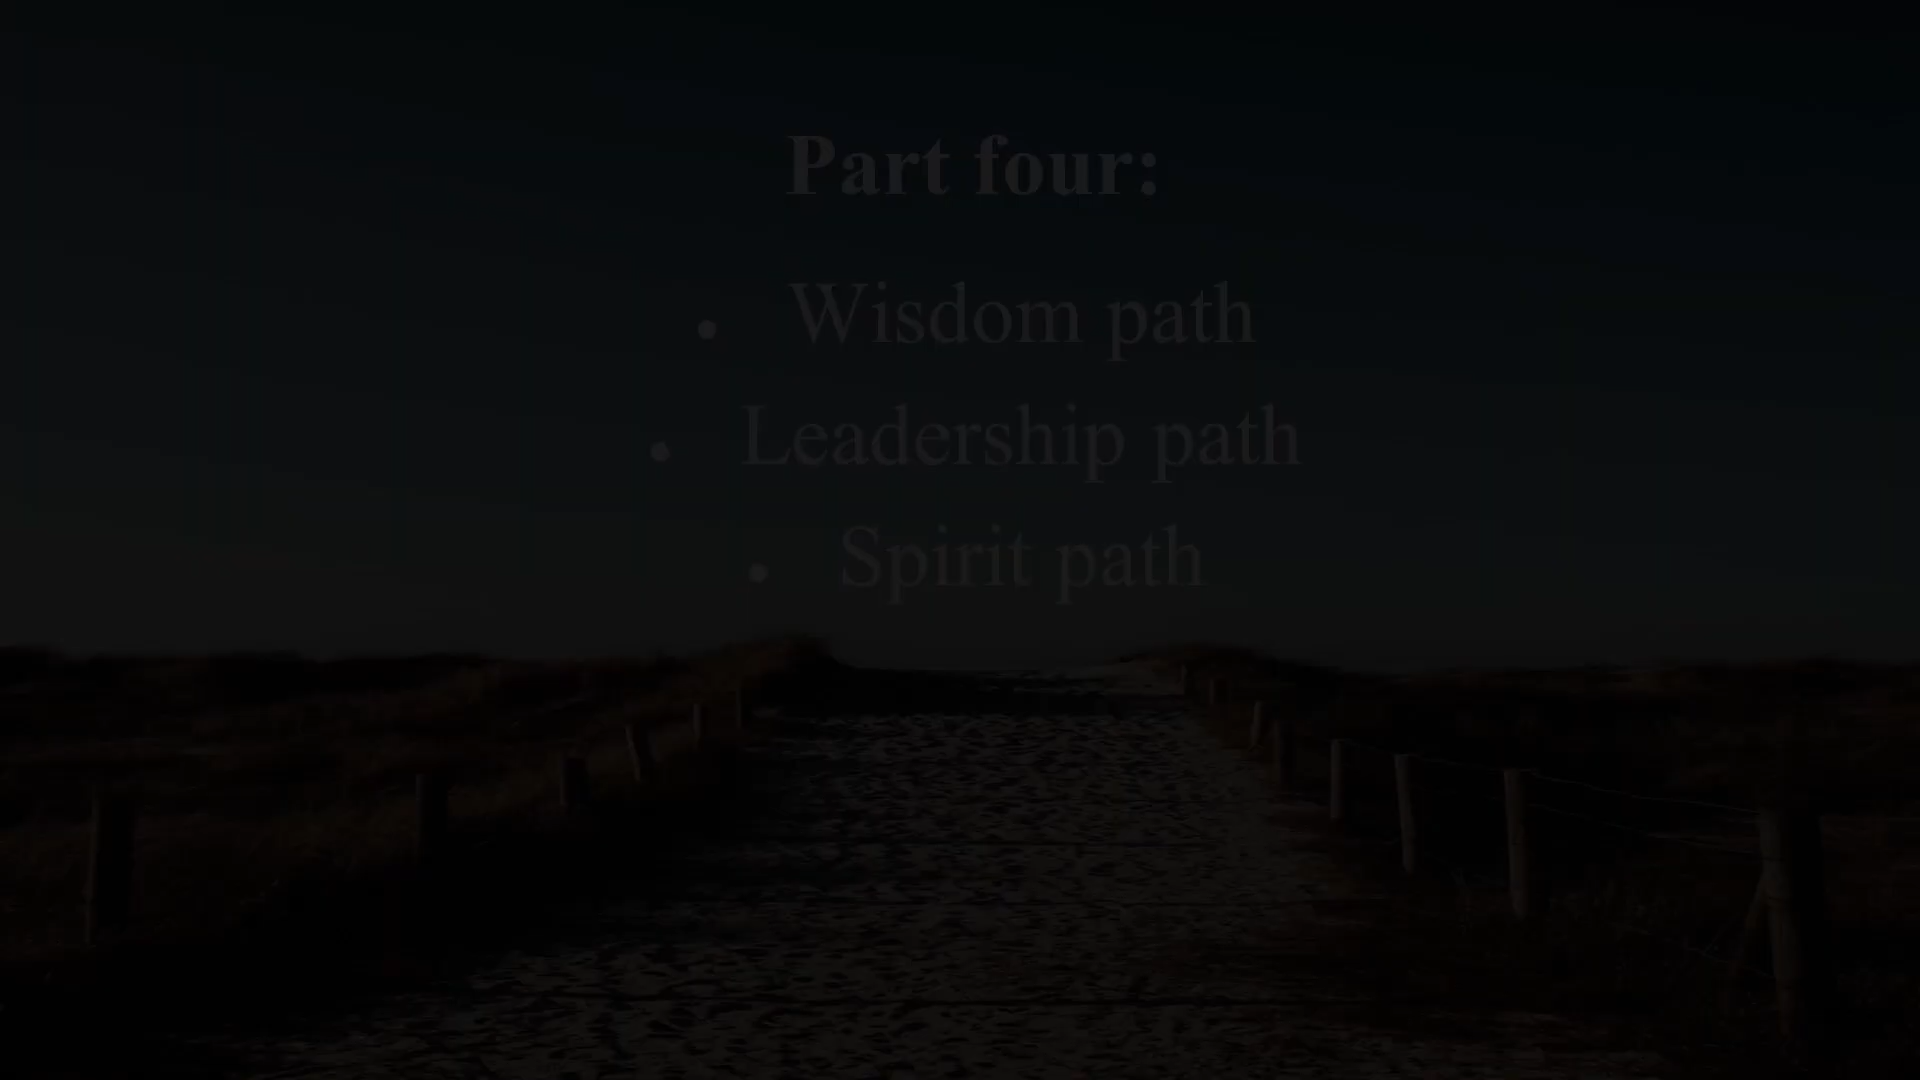 Part four:
• Wisdom path
• Leadership path
• Spirit path